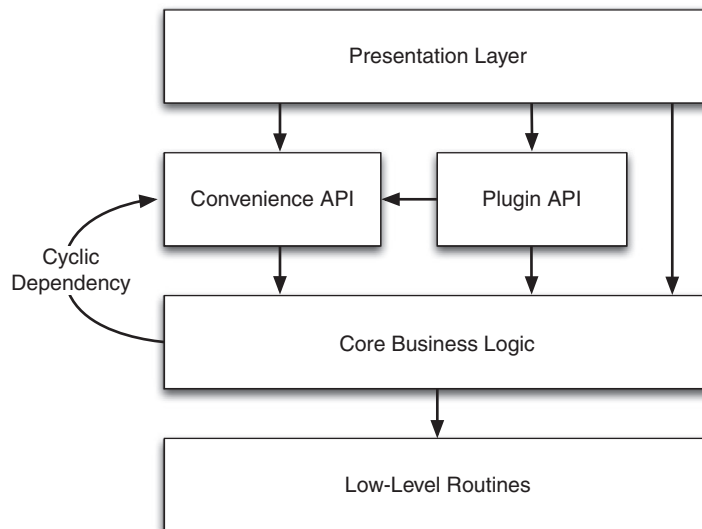 Presentation Layer
Convenience API
Plugin API
Cyclic
Dependency
Core Business Logic
Low-Level Routines